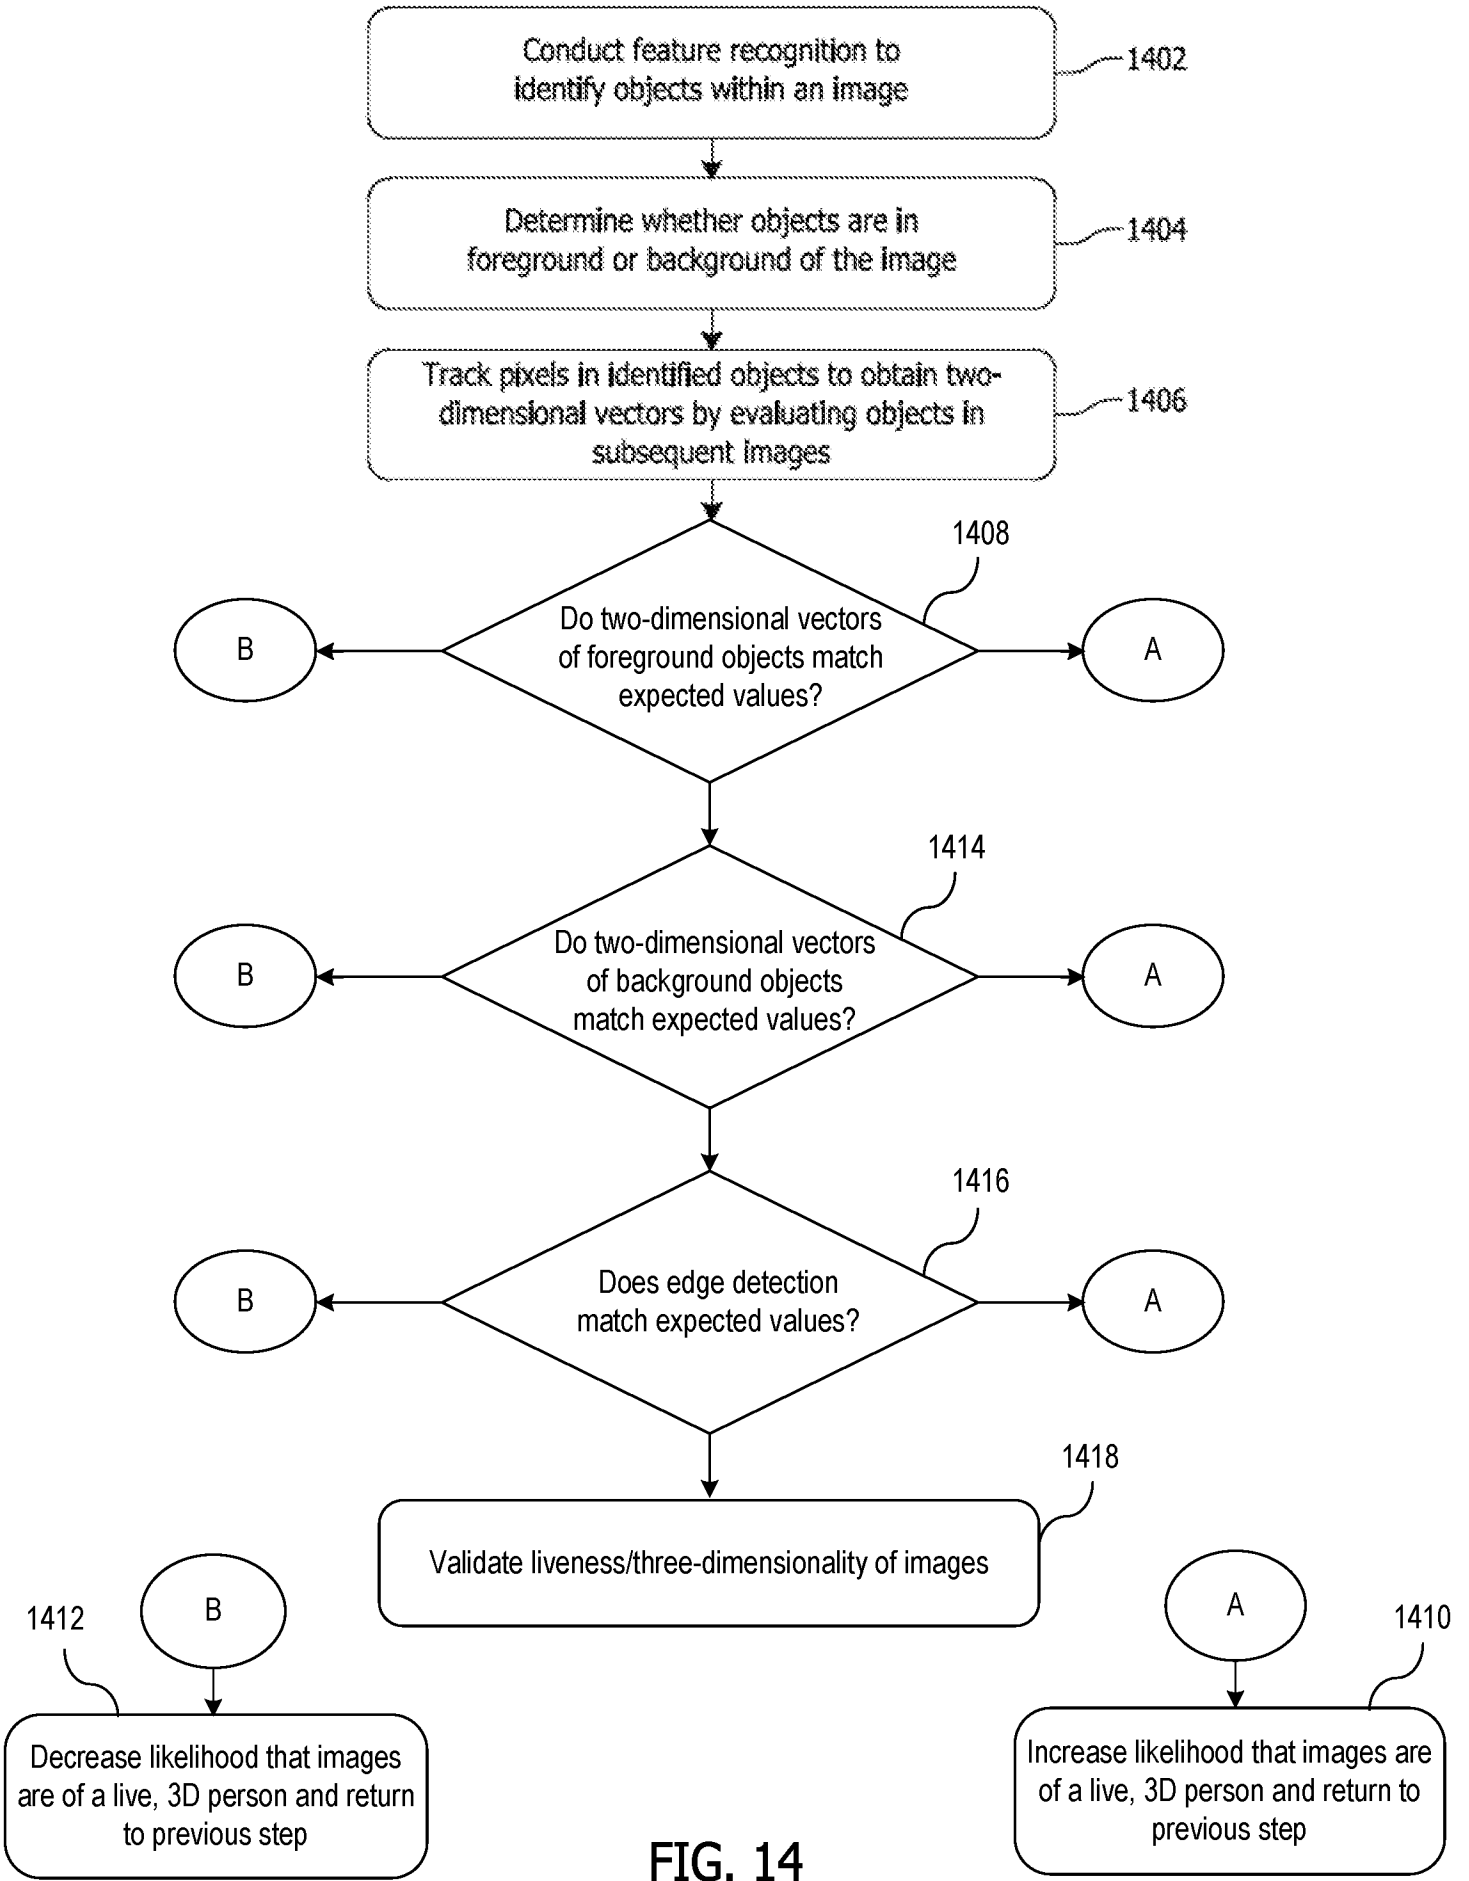 Conduct feature recognition to
identify objects within an image
1402
Determine whether objects are in
foreground or background of the image
1404
Track pixels in identified objects to obtain two-
dimensional vectors by evaluating objects in
subsequent images
1406
1408
Do two-dimensional vectors
of foreground objects match
expected values?
B
A
1414
Do two-dimensional vectors
of background objects
match expected values?
B
A
1416
Does edge detection
match expected values?
B
A
1418
Validate liveness/three-dimensionality of images
1412
B
Decrease likelihood that images
are of a live, 3D person and return
to previous step
A
1410
Increase likelihood that images are
of a live, 3D person and return to
previous step
FIG. 14